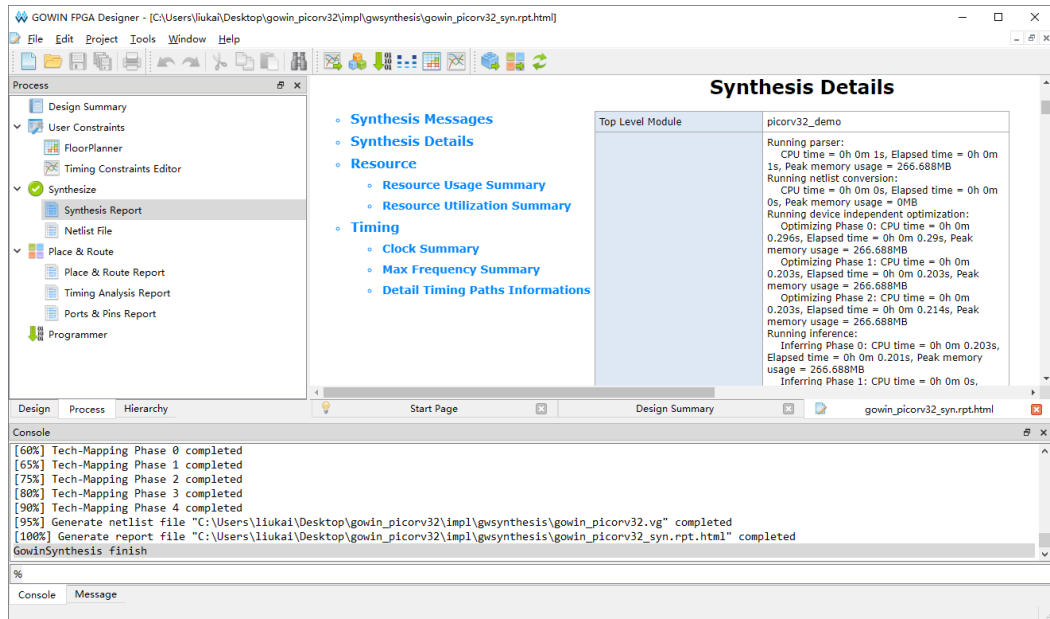 GOWIN FPGA Designer - [C:\Users\liukai\Desktop\gowin_picorv32\impl\gwsynthesis\gowin_picorv32_syn.rpt.html]
File Edit Project Tools Window Help
Process
Design Summary
User Constraints
FloorPlanner
Timing Constraints Editor
Synthesize
Synthesis Report
Netlist File
Place & Route
Place & Route Report
Timing Analysis Report
Ports & Pins Report
Programmer
Design Process Hierarchy
Synthesis Messages
Synthesis Details
Resource
Resource Usage Summary
Resource Utilization Summary
Timing
Clock Summary
Max Frequency Summary
Detail Timing Paths Informations
Synthesis Details
Top Level Module picorv32_demo
Running parser:
CPU time = 0h 0m 1s, Elapsed time = 0h 0m
1s, Peak memory usage = 266.688MB
Running netlist conversion:
CPU time = 0h 0m 0s, Elapsed time = 0h 0m
0s, Peak memory usage = 0MB
Running device independent optimization:
Optimizing Phase 0: CPU time = 0h 0m
0.296s, Elapsed time = 0h 0m 0.29s, Peak
memory usage = 266.688MB
Optimizing Phase 1: CPU time = 0h 0m
0.203s, Elapsed time = 0h 0m 0.203s, Peak
memory usage = 266.688MB
Optimizing Phase 2: CPU time = 0h 0m
0.203s, Elapsed time = 0h 0m 0.214s, Peak
memory usage = 266.688MB
Running inference:
Inferring Phase 0: CPU time = 0h 0m 0.203s,
Elapsed time = 0h 0m 0.201s, Peak memory
usage = 266.688MB
Inferring Phase 1: CPU time = 0h 0m 0s,
Start Page Design Summary gowin_picorv32_syn.rpt.html
Console
[60%] Tech-Mapping Phase 0 completed
[65%] Tech-Mapping Phase 1 completed
[75%] Tech-Mapping Phase 2 completed
[80%] Tech-Mapping Phase 3 completed
[90%] Tech-Mapping Phase 4 completed
[95%] Generate netlist file "C:\Users\liukai\Desktop\gowin_picorv32\impl\gwsynthesis\gowin_picorv32.vg" completed
[100%] Generate report file "C:\Users\liukai\Desktop\gowin_picorv32\impl\gwsynthesis\gowin_picorv32_syn.rpt.html" completed
GowinSynthesis finish
%
Console Message